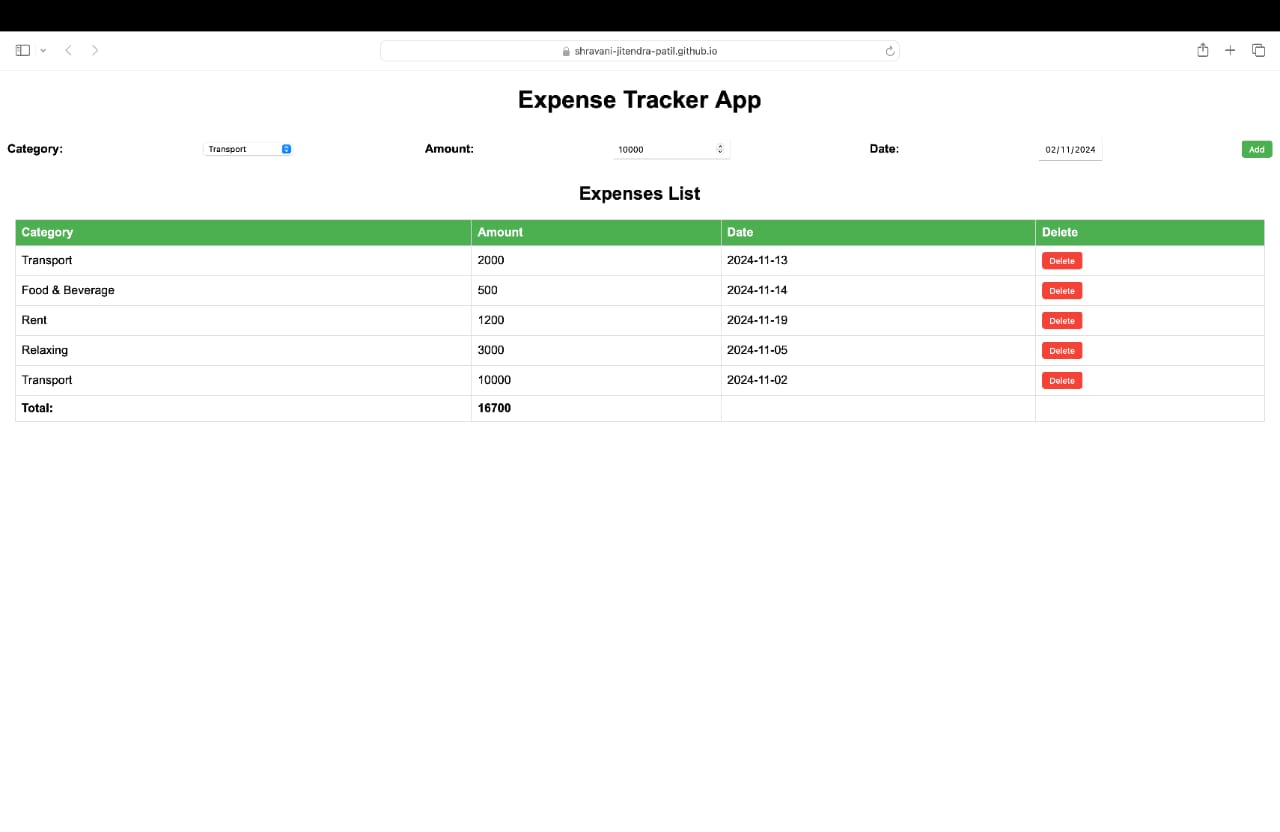 shravani-jitendra-patil.github.io
Expense Tracker App
Category: Transport Amount: 10000 Date: 02/11/2024 Add
Expenses List
Category Amount Date Delete
Transport 2000 2024-11-13 Delete
Food & Beverage 500 2024-11-14 Delete
Rent 1200 2024-11-19 Delete
Relaxing 3000 2024-11-05 Delete
Transport 10000 2024-11-02 Delete
Total: 16700